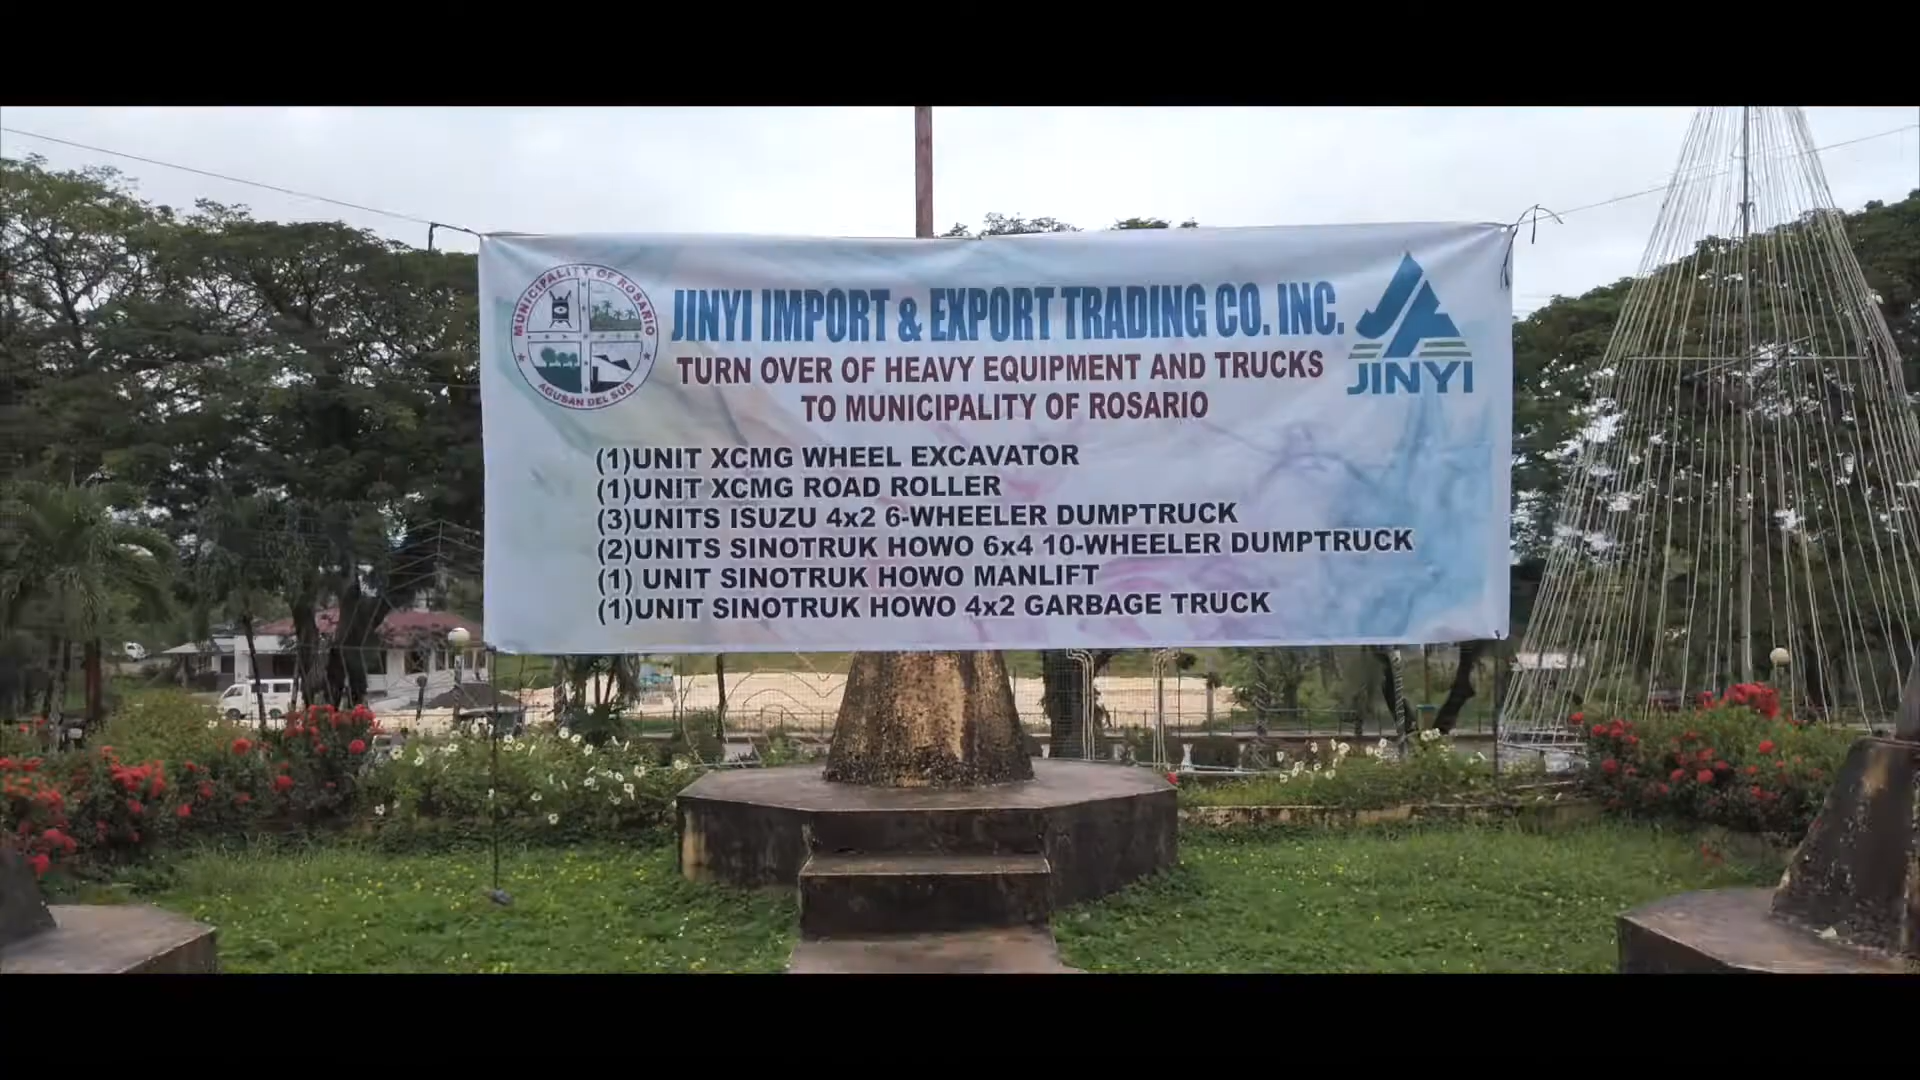 MUNICIPALITY OF ROSARIO
AGUSAN DEL SUR
JINYI IMPORT & EXPORT TRADING CO. INC.
TURN OVER OF HEAVY EQUIPMENT AND TRUCKS
TO MUNICIPALITY OF ROSARIO
JINYI
(1)UNIT XCMG WHEEL EXCAVATOR
(1)UNIT XCMG ROAD ROLLER
(3)UNITS ISUZU 4x2 6-WHEELER DUMPTRUCK
(2)UNITS SINOTRUK HOWO 6x4 10-WHEELER DUMPTRUCK
(1) UNIT SINOTRUK HOWO MANLIFT
(1)UNIT SINOTRUK HOWO 4x2 GARBAGE TRUCK